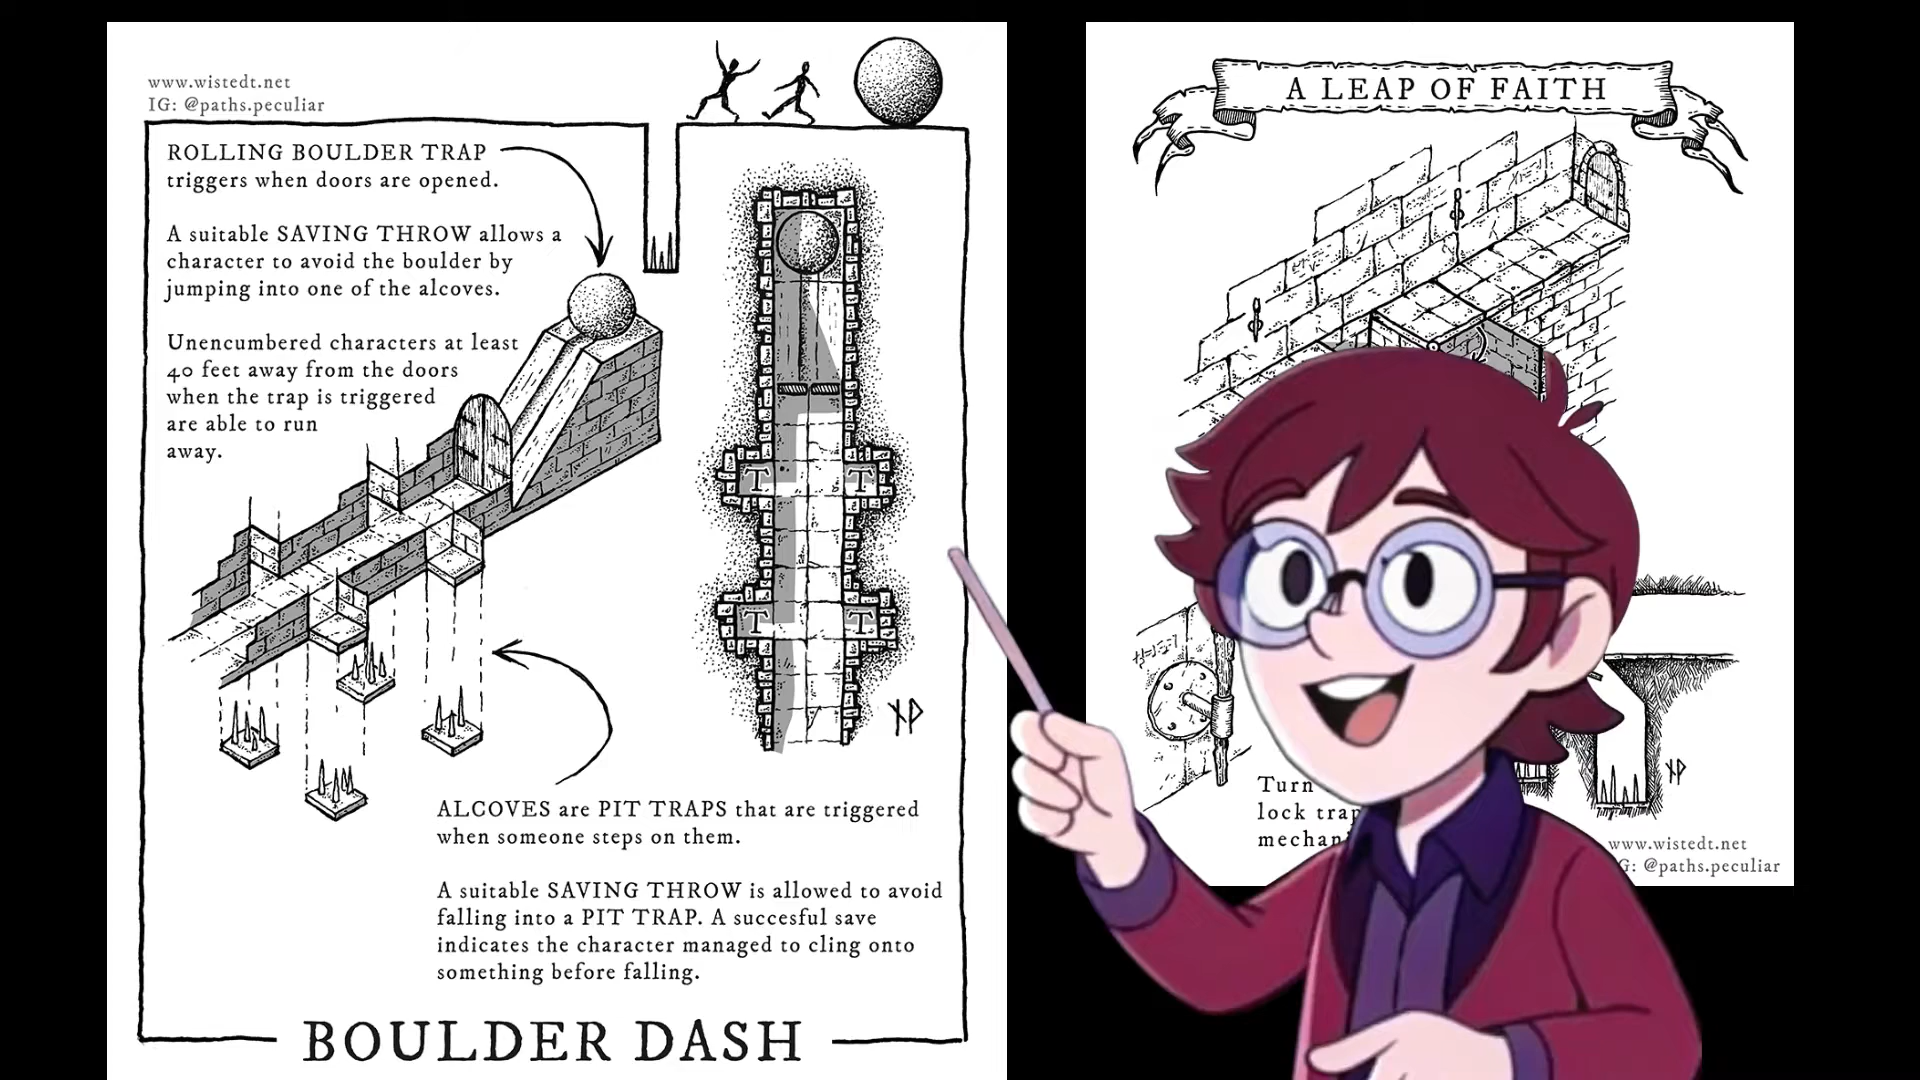 www.wistedt.net
IG: @paths.peculiar
ROLLING BOULDER TRAP
triggers when doors are opened.
A suitable SAVING THROW allows a
character to avoid the boulder by
jumping into one of the alcoves.
Unencumbered characters at least
40 feet away from the doors
when the trap is triggered
are able to run
away.
T T
T T
ALCOVES are PIT TRAPS that are triggered
when someone steps on them.
A suitable SAVING THROW is allowed to avoid
falling into a PIT TRAP. A succesful save
indicates the character managed to cling onto
something before falling.
BOULDER DASH
A LEAP OF FAITH
Turn
lock trap
www.wistedt.net
G: @paths.peculiar